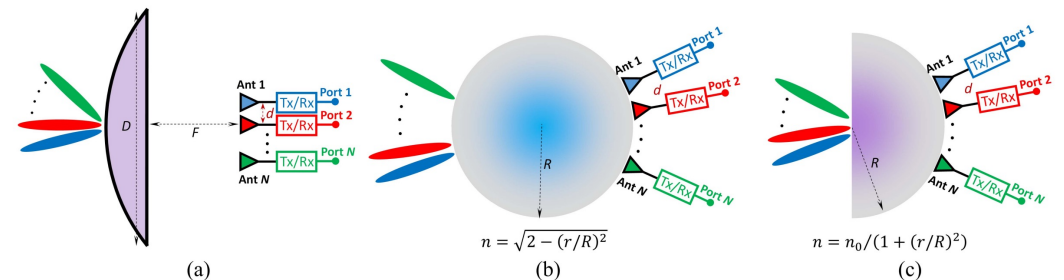 D
F
Ant 1
d
Ant N
Tx/Rx
Port 1
Tx/Rx
Port 2
Tx/Rx
Port N
(a)
R
Ant 1
d
Ant N
Tx/Rx
Port 1
Tx/Rx
Port 2
Tx/Rx
Port N
n = √2 − (r/R)²
(b)
R
Ant 1
d
Ant N
Tx/Rx
Port 1
Tx/Rx
Port 2
Tx/Rx
Port N
n = n₀/(1 + (r/R)²)
(c)